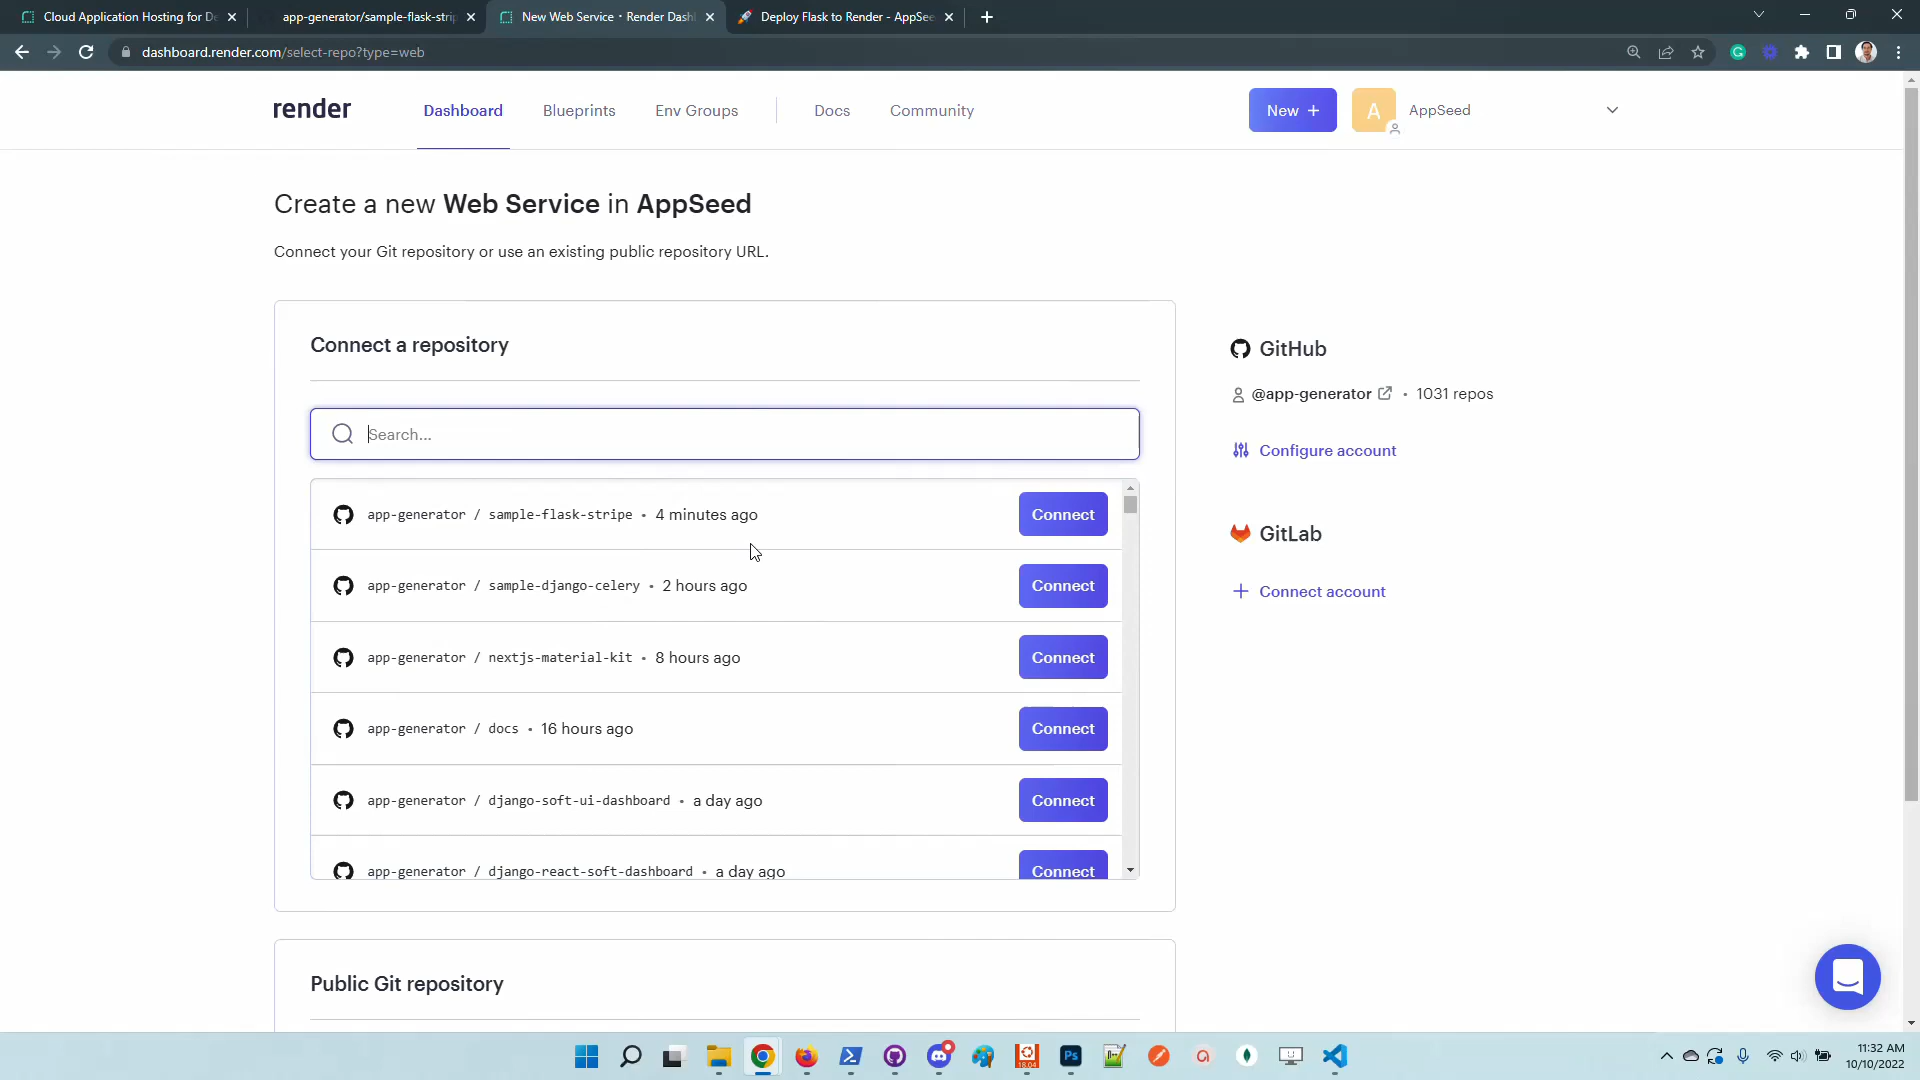 Cloud Application Hosting for De
app-generator/sample-flask-strip
New Web Service · Render Dash
Deploy Flask to Render - AppSee
dashboard.render.com/select-repo?type=web
render
Dashboard
Blueprints
Env Groups
Docs
Community
New +
A
AppSeed
Create a new Web Service in AppSeed
Connect your Git repository or use an existing public repository URL.
Connect a repository
Search...
app-generator / sample-flask-stripe • 4 minutes ago
Connect
app-generator / sample-django-celery • 2 hours ago
Connect
app-generator / nextjs-material-kit • 8 hours ago
Connect
app-generator / docs • 16 hours ago
Connect
app-generator / django-soft-ui-dashboard • a day ago
Connect
app-generator / django-react-soft-dashboard • a day ago
Connect
GitHub
@app-generator • 1031 repos
Configure account
GitLab
Connect account
Public Git repository
18.04
Ps
11:32 AM
10/10/2022